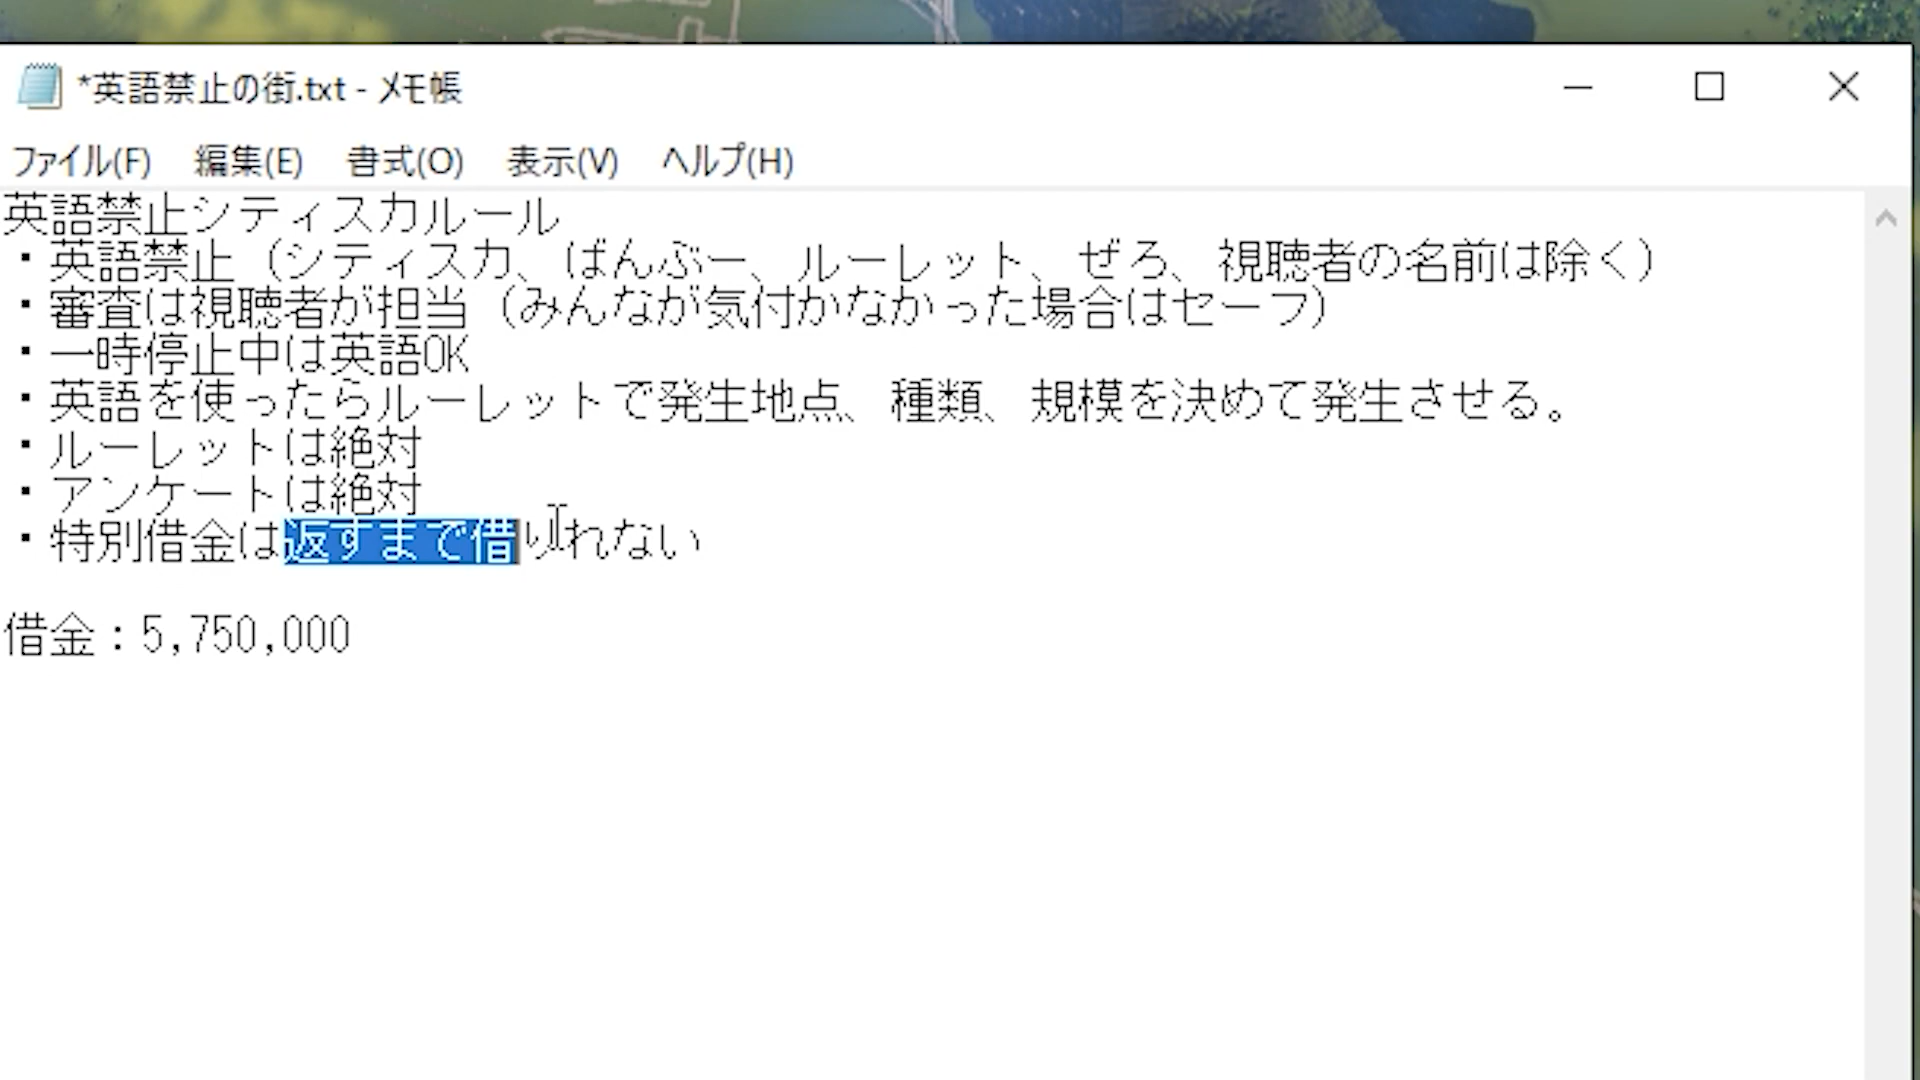 *英語禁止の街.txt - メモ帳
ファイル(F) 編集(E) 書式(O) 表示(V) ヘルプ(H)
英語禁止シティスカルール
・英語禁止（シティスカ、ばんぶー、ルーレット、ぜろ、視聴者の名前は除く）
・審査は視聴者が担当（みんなが気付かなかった場合はセーフ）
・一時停止中は英語OK
・英語を使ったらルーレットで発生地点、種類、規模を決めて発生させる。
・ルーレットは絶対
・アンケートは絶対
・特別借金は返すまで借りれない
借金：5,750,000